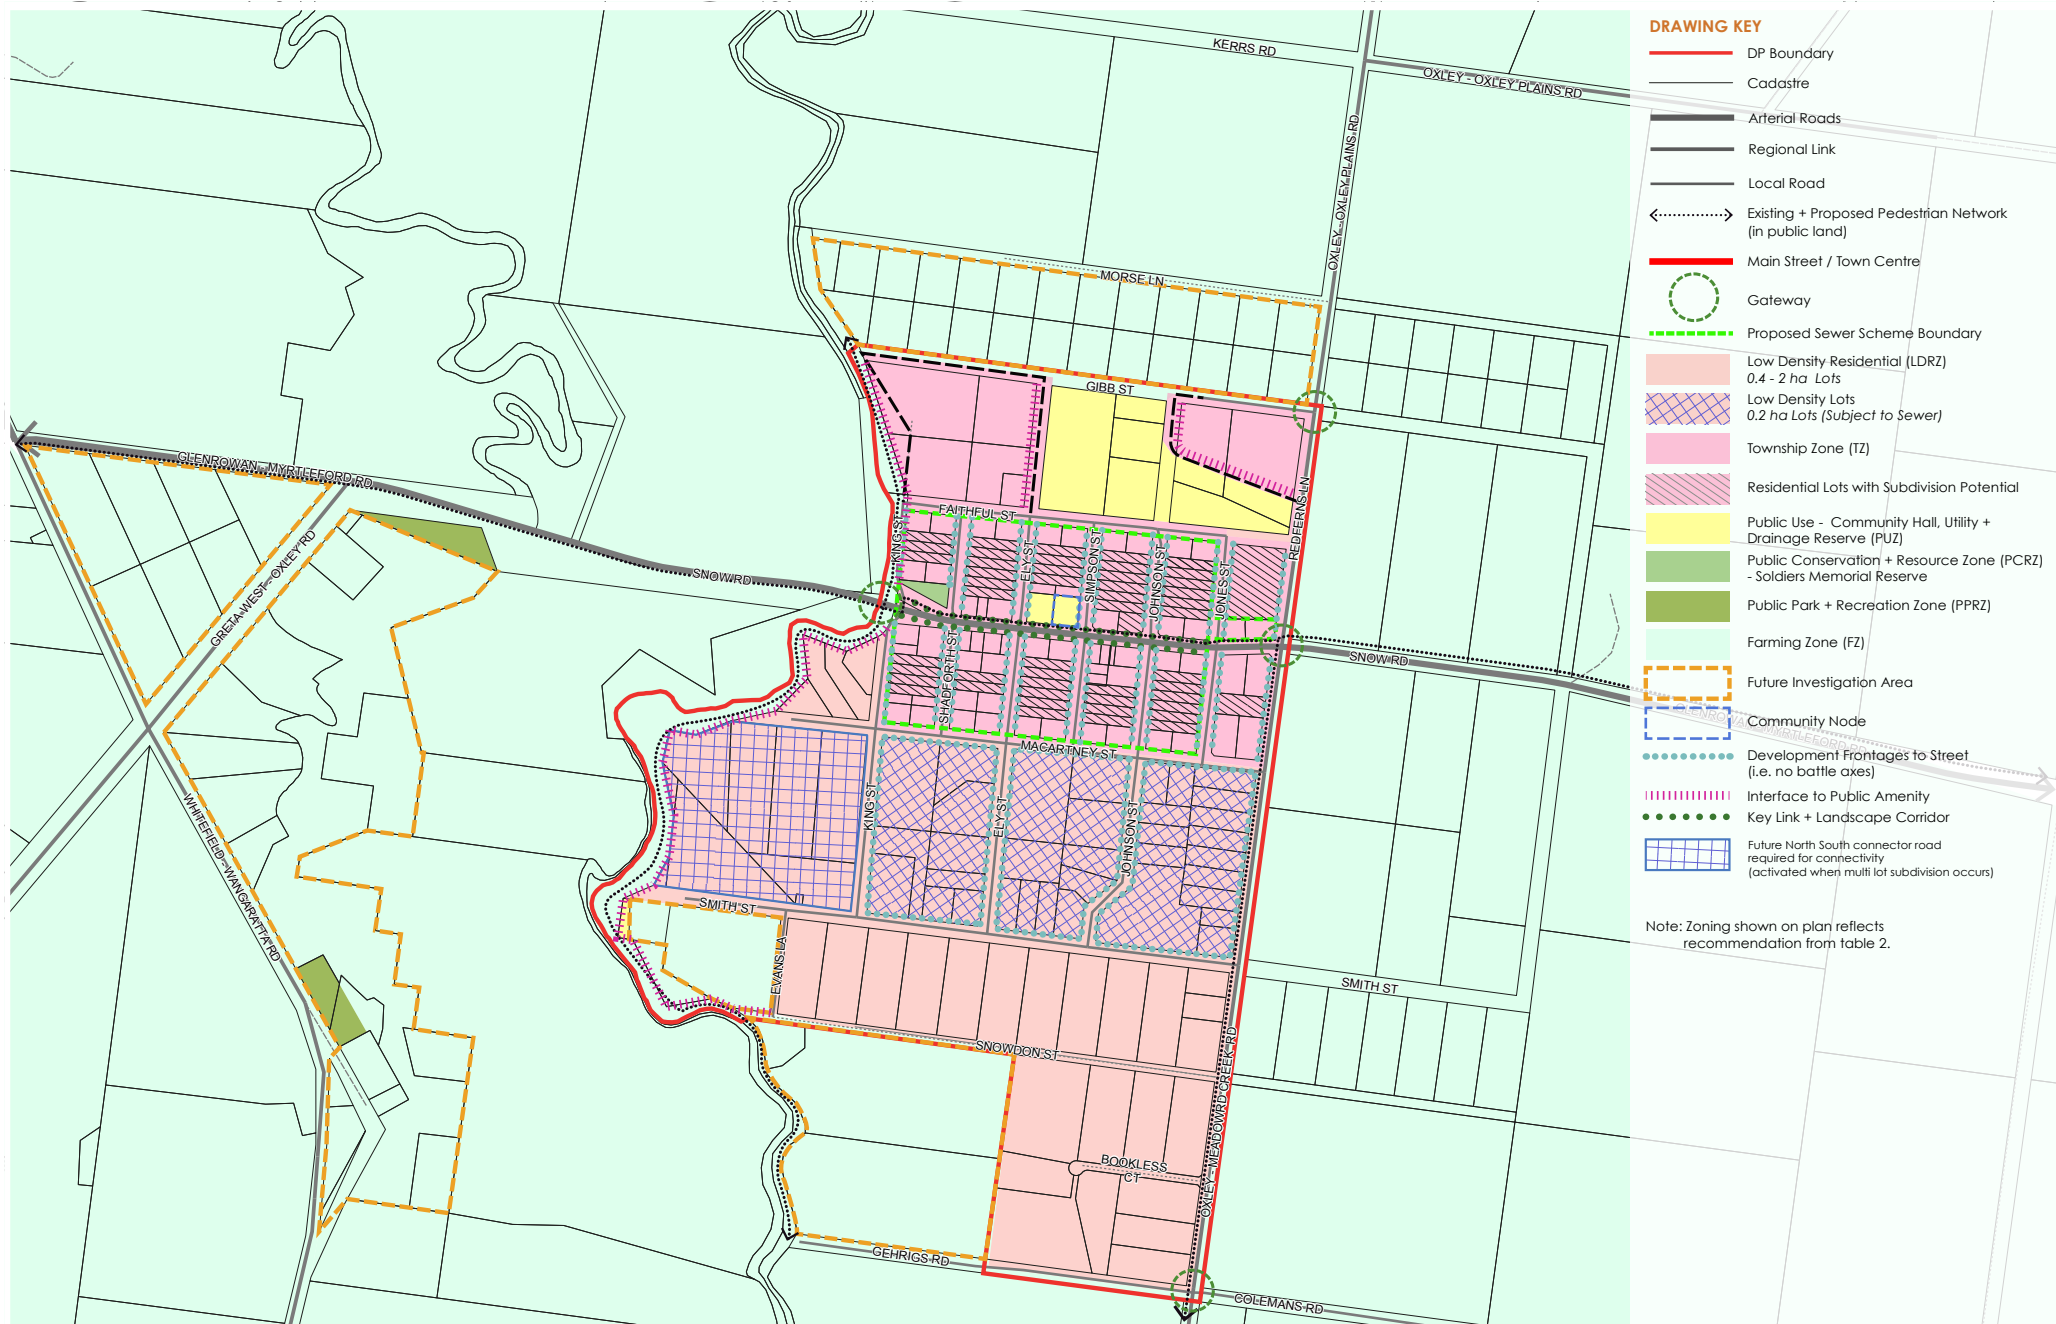 DRAWING KEY
DP Boundary
Cadastre
Arterial Roads
Regional Link
Local Road
Existing + Proposed Pedestrian Network
(in public land)
Main Street / Town Centre
Gateway
Proposed Sewer Scheme Boundary
Low Density Residential (LDRZ)
0.4 - 2 ha Lots
Low Density Lots
0.2 ha Lots (Subject to Sewer)
Township Zone (TZ)
Residential Lots with Subdivision Potential
Public Use - Community Hall, Utility +
Drainage Reserve (PUZ)
Public Conservation + Resource Zone (PCRZ)
- Soldiers Memorial Reserve
Public Park + Recreation Zone (PPRZ)
Farming Zone (FZ)
Future Investigation Area
Community Node
Development Frontages to Street
(i.e. no battle axes)
Interface to Public Amenity
Key Link + Landscape Corridor
Future North South connector road
required for connectivity
(activated when multi lot subdivision occurs)
Note: Zoning shown on plan reflects
recommendation from table 2.
KERRS RD
OXLEY - OXLEY PLAINS RD
OXLEY - OXLEY PLAINS RD
MORSE LN
GIBB ST
GLENROWAN - MYRTLEFORD RD
FAITHFUL ST
KING ST
ELY ST
SIMPSON ST
JOHNSON ST
JONES ST
REDFERNS LN
SNOW RD
GRETA WEST - OXLEY RD
SHADFORTH ST
SNOW RD
GLENROWAN - MYRTLEFORD RD
MACARTNEY ST
WHITEFIELD - WANGARATTA RD
KING ST
ELY ST
JOHNSON ST
SMITH ST
EVANS LA
SMITH ST
SNOWDON ST
OXLEY - MEADOWRD CREEK RD
BOOKLESS
CT
GEHRIGS RD
COLEMANS RD